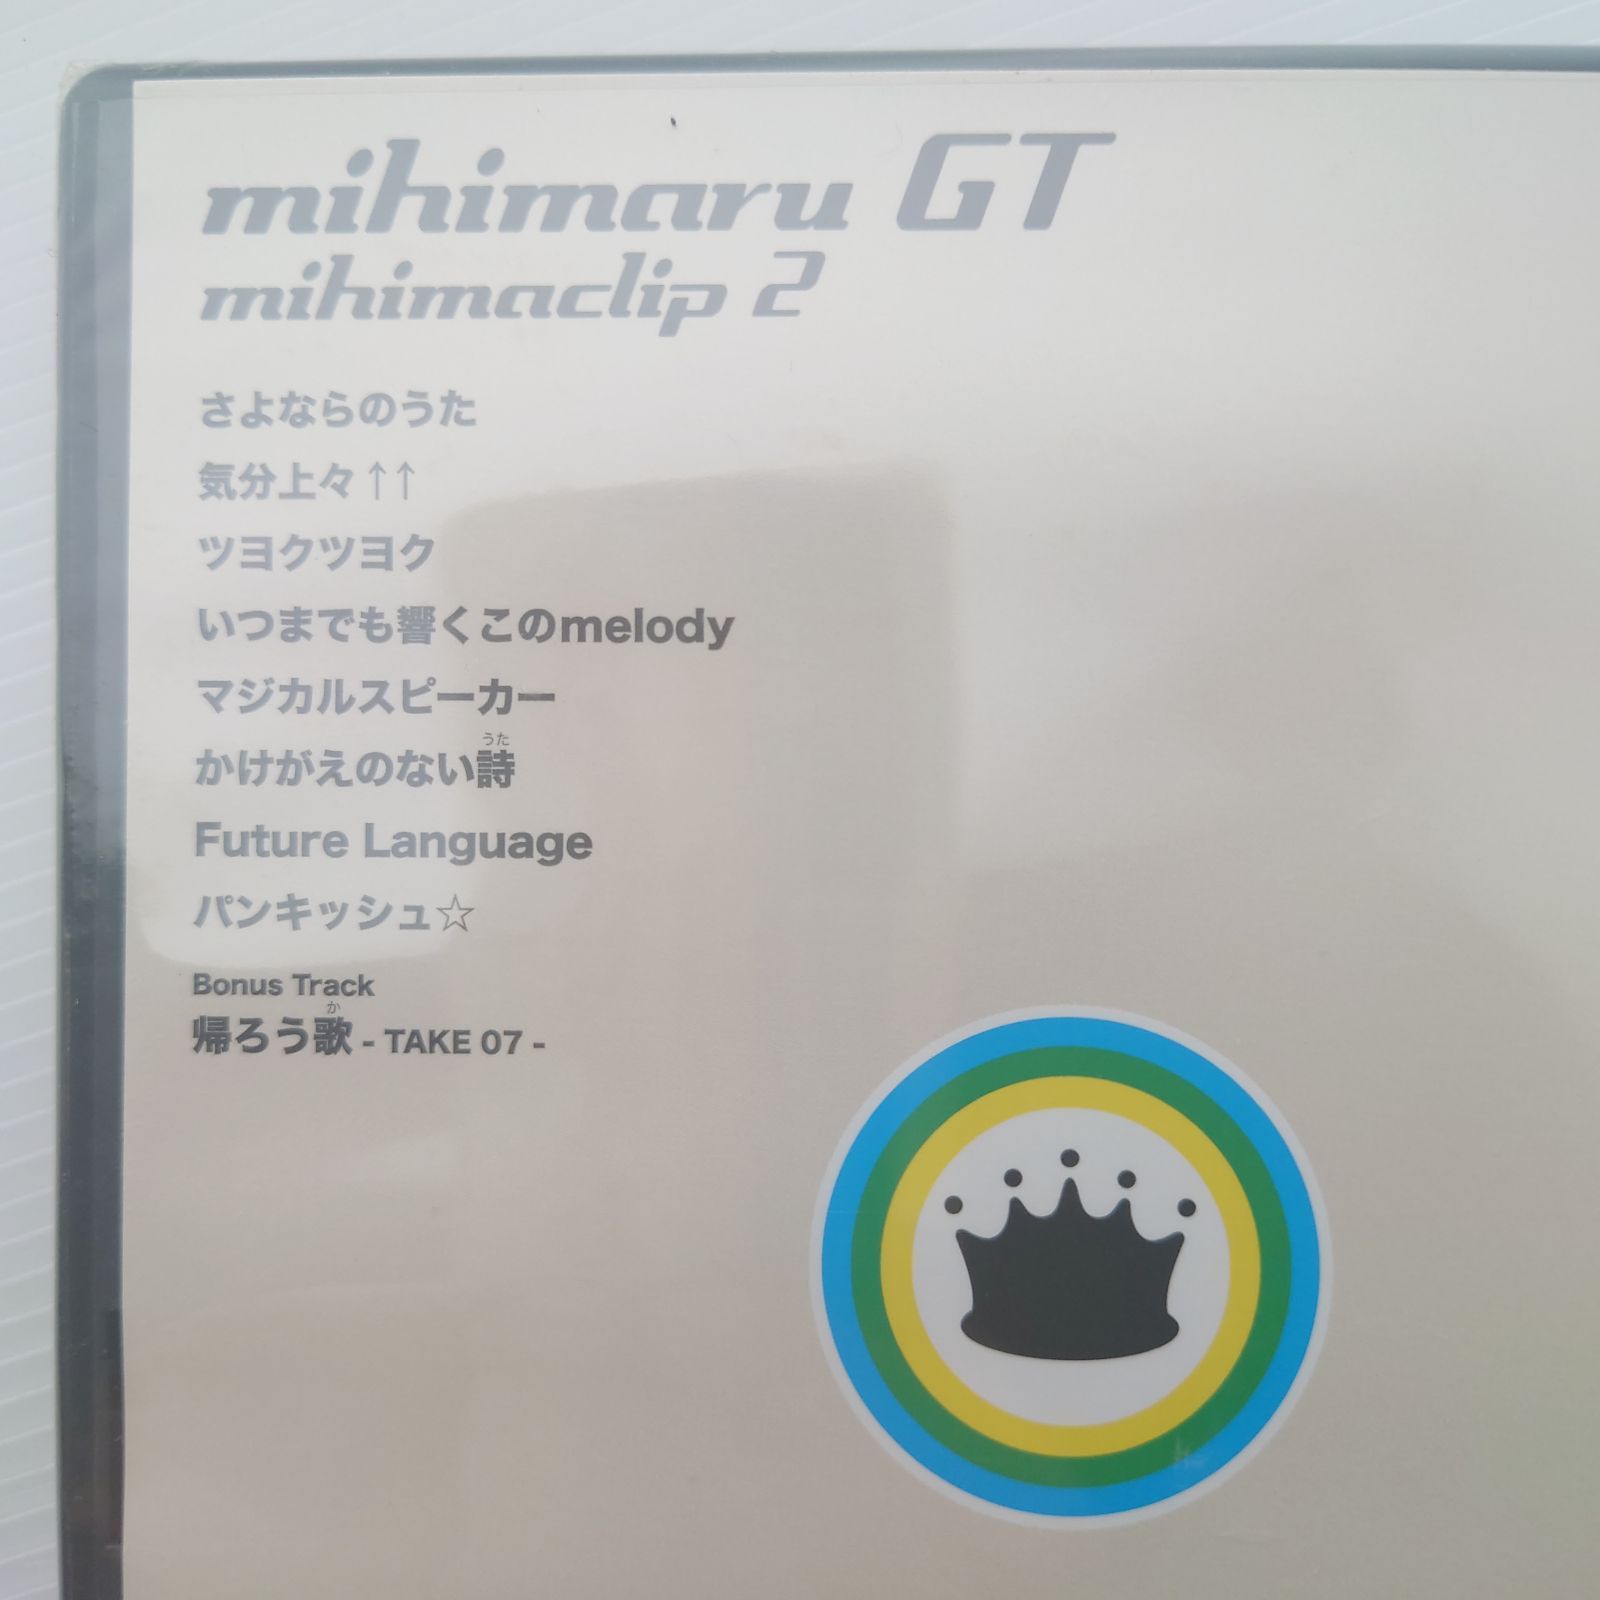 mihimaru GT
mihimaclip 2
さよならのうた
気分上々↑↑
ツヨクツヨク
いつまでも響くこのmelody
マジカルスピーカー
うた
かけがえのない詩
Future Language
パンキッシュ☆
Bonus Track
か
帰ろう歌 - TAKE 07 -